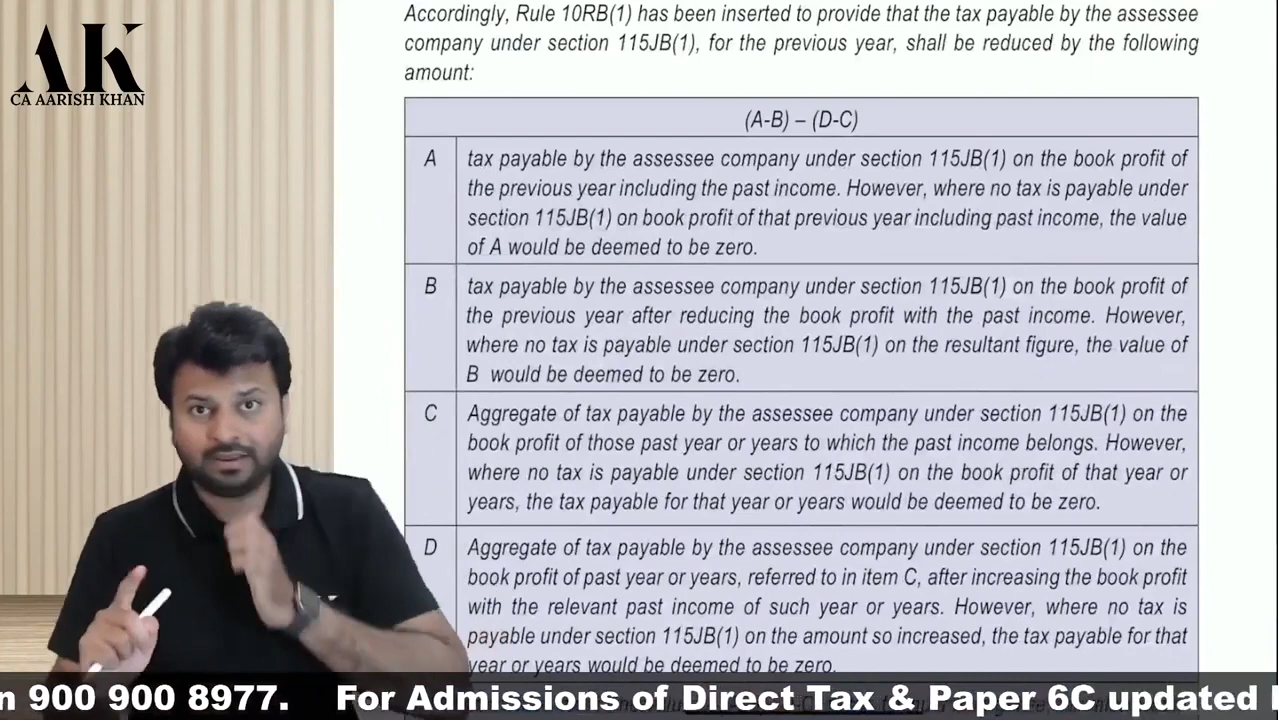 AK
CA AARISH KHAN
Accordingly, Rule 10RB(1) has been inserted to provide that the tax payable by the assessee
company under section 115JB(1), for the previous year, shall be reduced by the following
amount:
(A-B) – (D-C)
A
tax payable by the assessee company under section 115JB(1) on the book profit of
the previous year including the past income. However, where no tax is payable under
section 115JB(1) on book profit of that previous year including past income, the value
of A would be deemed to be zero.
B
tax payable by the assessee company under section 115JB(1) on the book profit of
the previous year after reducing the book profit with the past income. However,
where no tax is payable under section 115JB(1) on the resultant figure, the value of
B would be deemed to be zero.
C
Aggregate of tax payable by the assessee company under section 115JB(1) on the
book profit of those past year or years to which the past income belongs. However,
where no tax is payable under section 115JB(1) on the book profit of that year or
years, the tax payable for that year or years would be deemed to be zero.
D
Aggregate of tax payable by the assessee company under section 115JB(1) on the
book profit of past year or years, referred to in item C, after increasing the book profit
with the relevant past income of such year or years. However, where no tax is
payable under section 115JB(1) on the amount so increased, the tax payable for that
year or years would be deemed to be zero.
n 900 900 8977. For Admissions of Direct Tax & Paper 6C updated